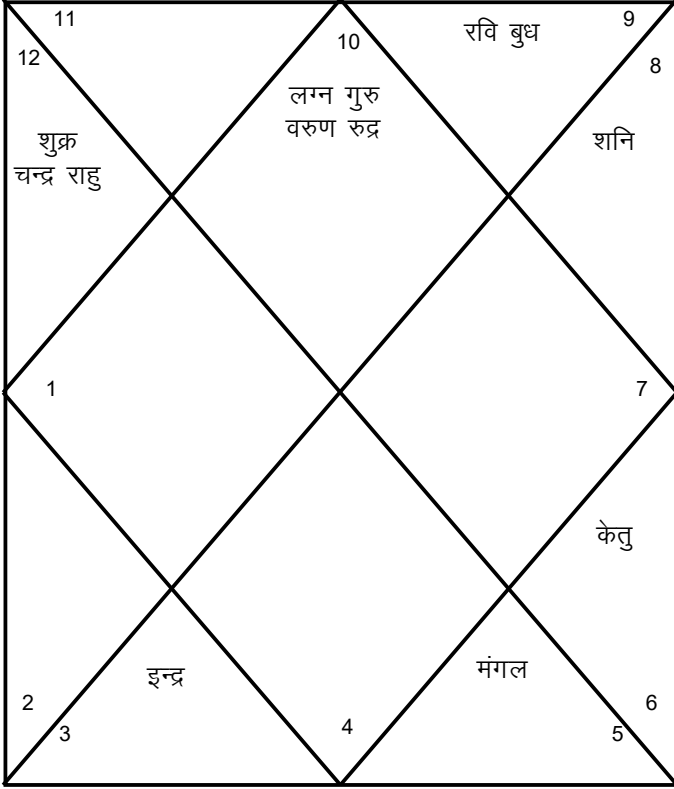 11
10
रवि बुध
9
12
8
लग्न गुरु
वरुण रुद्र
शुक्र
चन्द्र राहु
शनि
1
7
केतु
इन्द्र
मंगल
2
3
4
5
6